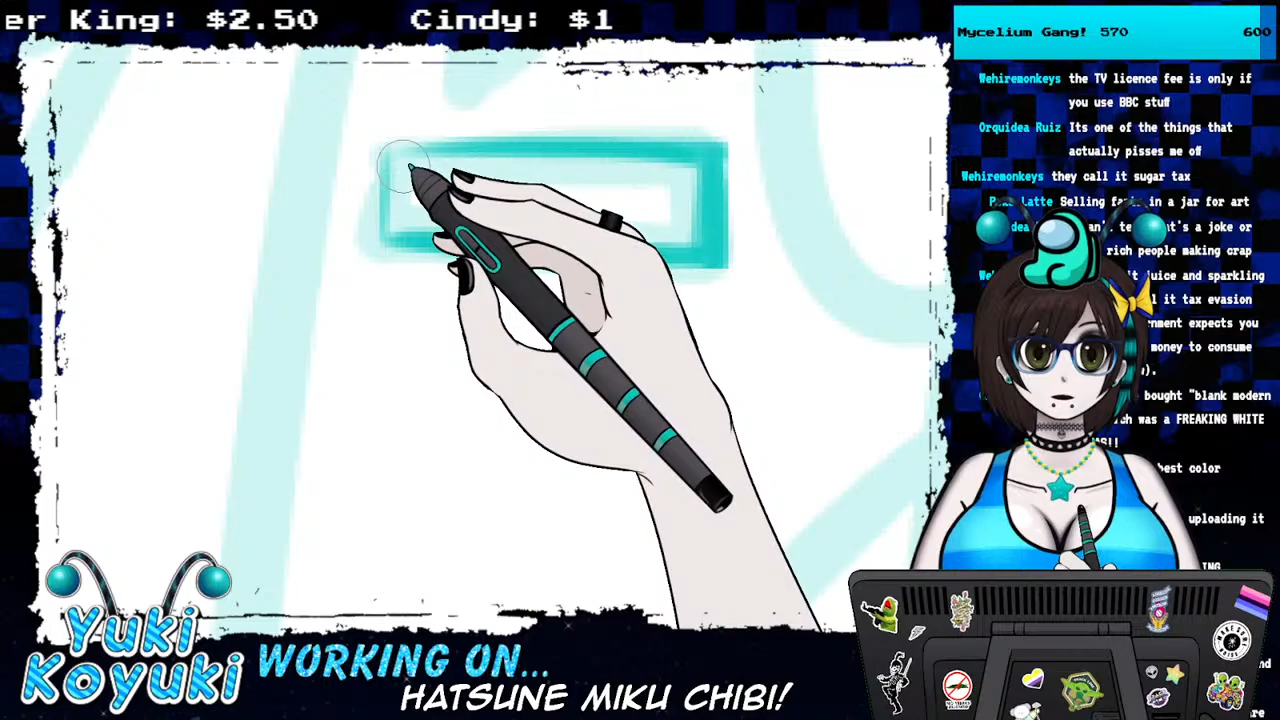 er King: $2.50 Cindy: $1
Mycelium Gang! 570 600
Wehiremonkeys the TV licence fee is only if
you use BBC stuff
Orquidea Ruiz Its one of the things that
actually pisses me off
Wehiremonkeys they call it sugar tax
Latte Selling in a jar for art
a joke or
rich people making crap
juice and sparkling
it tax evasion
expects you
money to consume
bought "blank modern
was a FREAKING WHITE
best color
uploading it
Yuki
Koyuki
WORKING ON...
HATSUNE MIKU CHIBI!